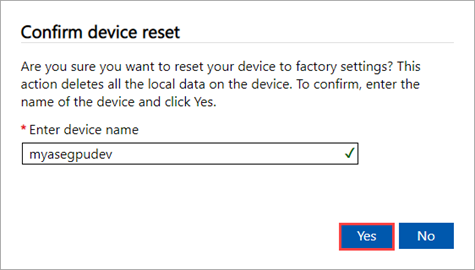 Confirm device reset
Are you sure you want to reset your device to factory settings? This
action deletes all the local data on the device. To confirm, enter the
name of the device and click Yes.
* Enter device name
myasegpudev
Yes No